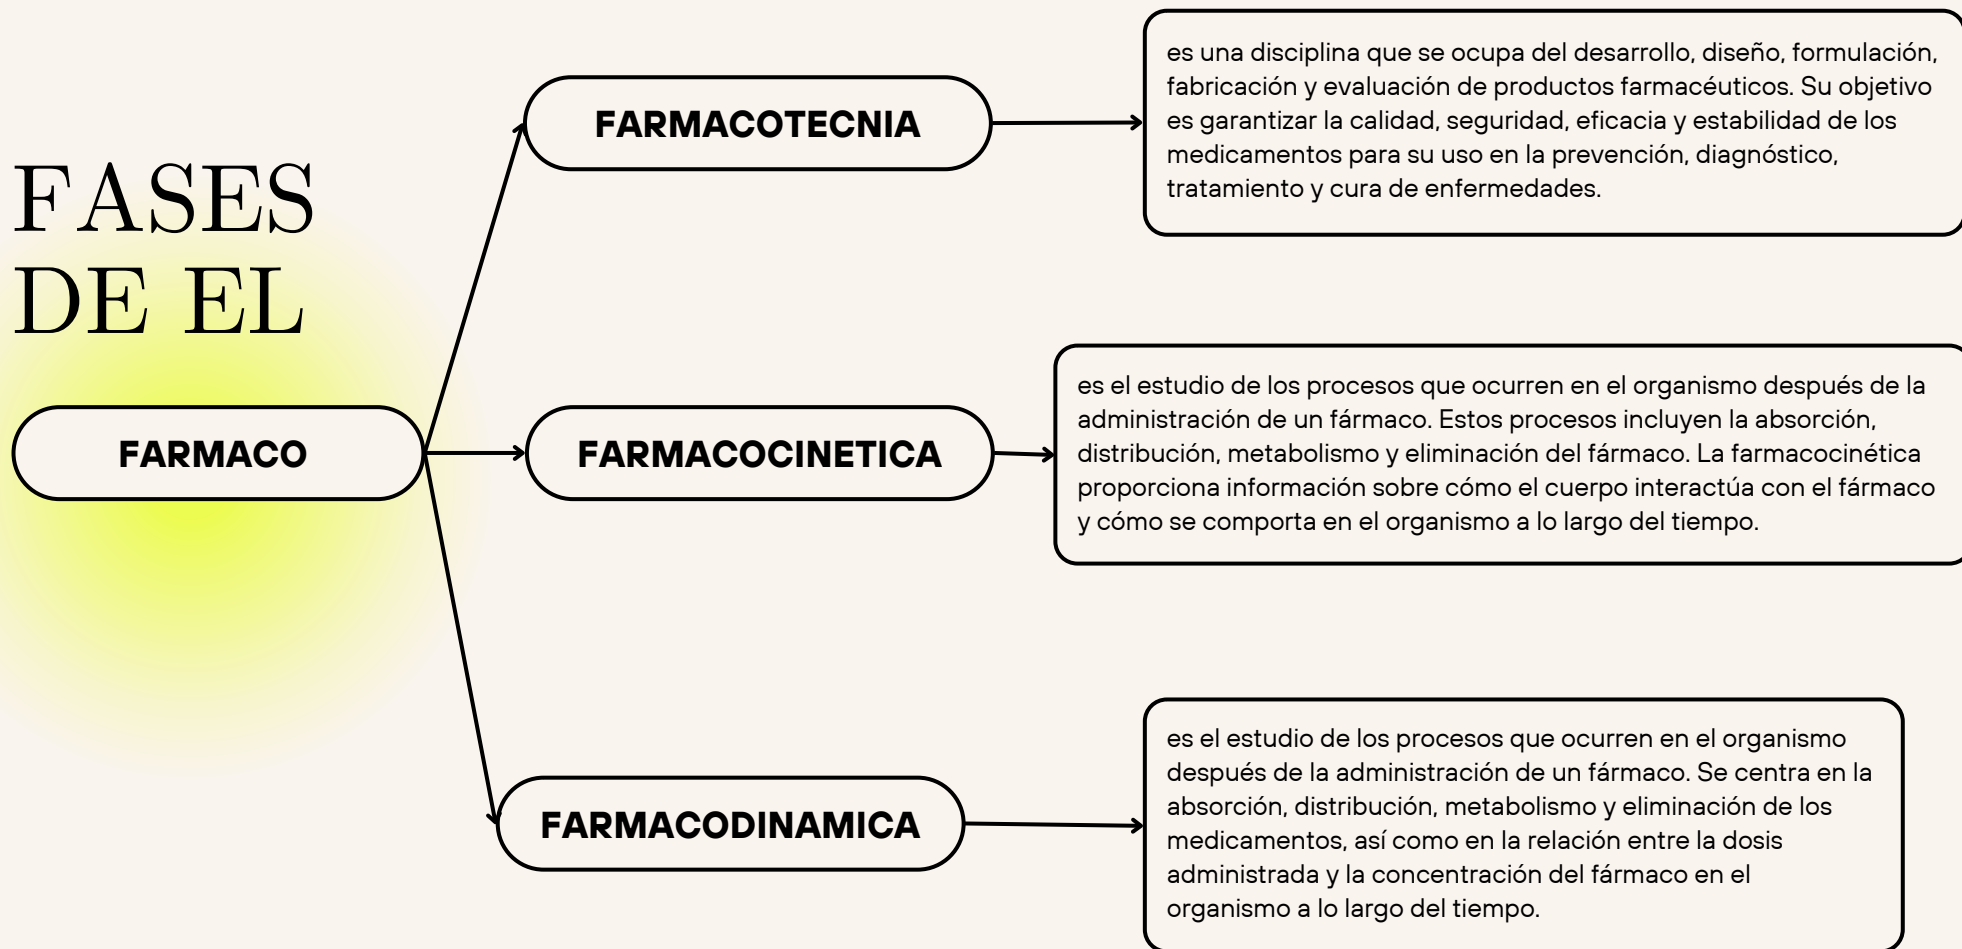 FASES
DE EL
FARMACO
FARMACOTECNIA
es una disciplina que se ocupa del desarrollo, diseño, formulación,
fabricación y evaluación de productos farmacéuticos. Su objetivo
es garantizar la calidad, seguridad, eficacia y estabilidad de los
medicamentos para su uso en la prevención, diagnóstico,
tratamiento y cura de enfermedades.
FARMACOCINETICA
es el estudio de los procesos que ocurren en el organismo después de la
administración de un fármaco. Estos procesos incluyen la absorción,
distribución, metabolismo y eliminación del fármaco. La farmacocinética
proporciona información sobre cómo el cuerpo interactúa con el fármaco
y cómo se comporta en el organismo a lo largo del tiempo.
FARMACODINAMICA
es el estudio de los procesos que ocurren en el organismo
después de la administración de un fármaco. Se centra en la
absorción, distribución, metabolismo y eliminación de los
medicamentos, así como en la relación entre la dosis
administrada y la concentración del fármaco en el
organismo a lo largo del tiempo.